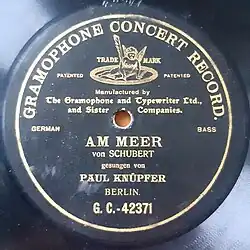 GRAMOPHONE CONCERT RECORD.
TRADE MARK
PATENTED PATENTED
Manufactured by
The Gramophone and Typewriter Ltd.,
and Sister Companies.
GERMAN BASS
AM MEER
von SCHUBERT
gesungen von
PAUL KNÜPFER
BERLIN.
G. C.-42371